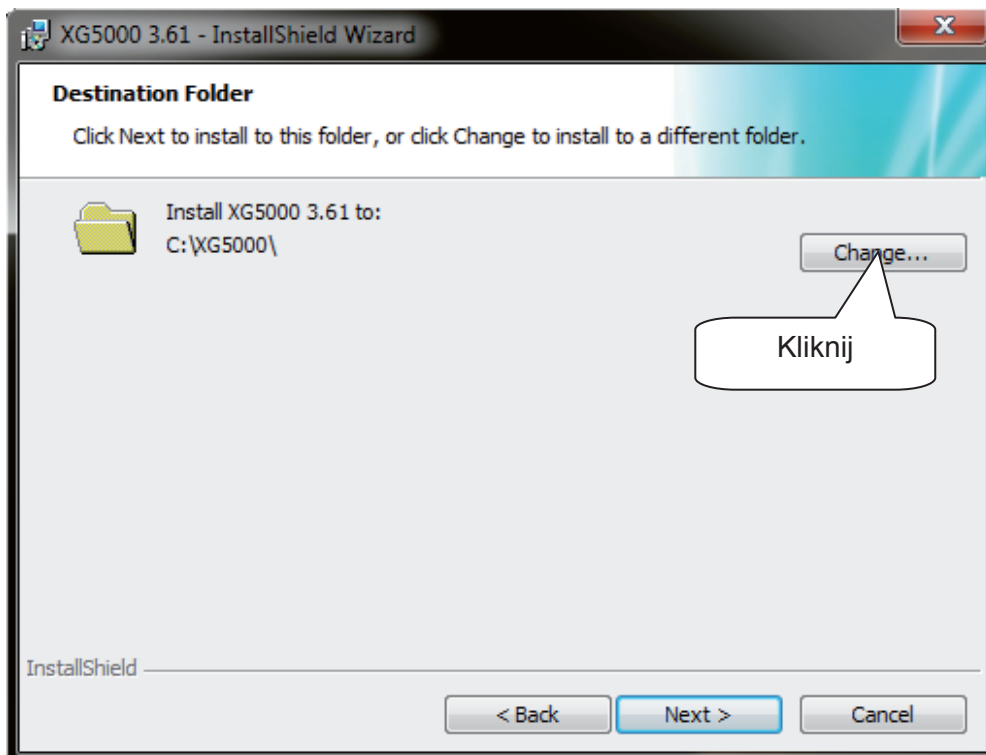 XG5000 3.61 - InstallShield Wizard
Destination Folder
Click Next to install to this folder, or click Change to install to a different folder.
Install XG5000 3.61 to:
C:\XG5000\
Change...
Kliknij
InstallShield
< Back
Next >
Cancel